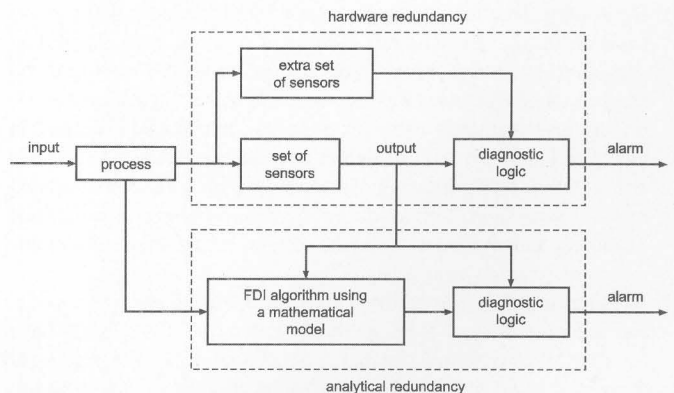 hardware redundancy
extra set
of sensors
input
process
set of
sensors
output
diagnostic
logic
alarm
FDI algorithm using
a mathematical
model
diagnostic
logic
alarm
analytical redundancy